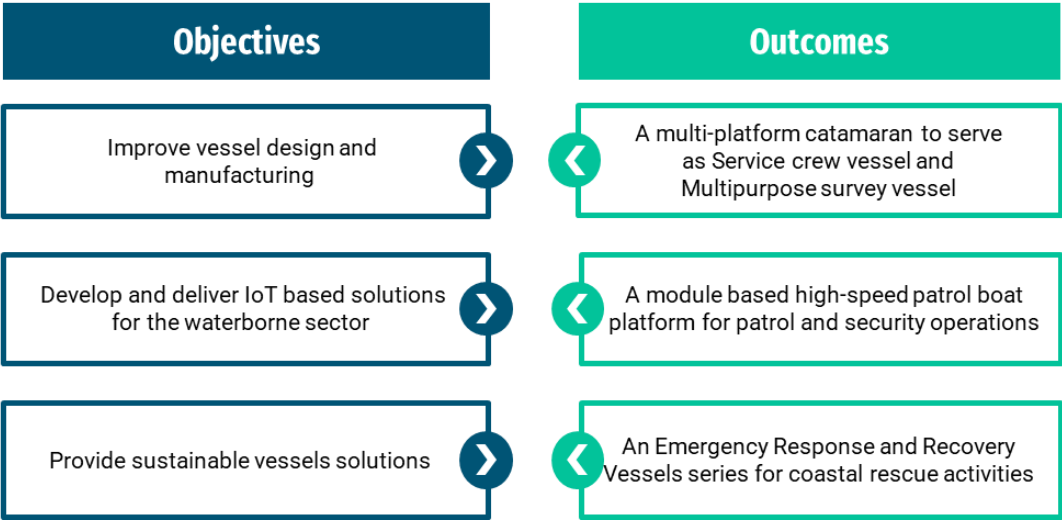 Objectives
Outcomes
Improve vessel design and
manufacturing
A multi-platform catamaran to serve
as Service crew vessel and
Multipurpose survey vessel
Develop and deliver IoT based solutions
for the waterborne sector
A module based high-speed patrol boat
platform for patrol and security operations
Provide sustainable vessels solutions
An Emergency Response and Recovery
Vessels series for coastal rescue activities